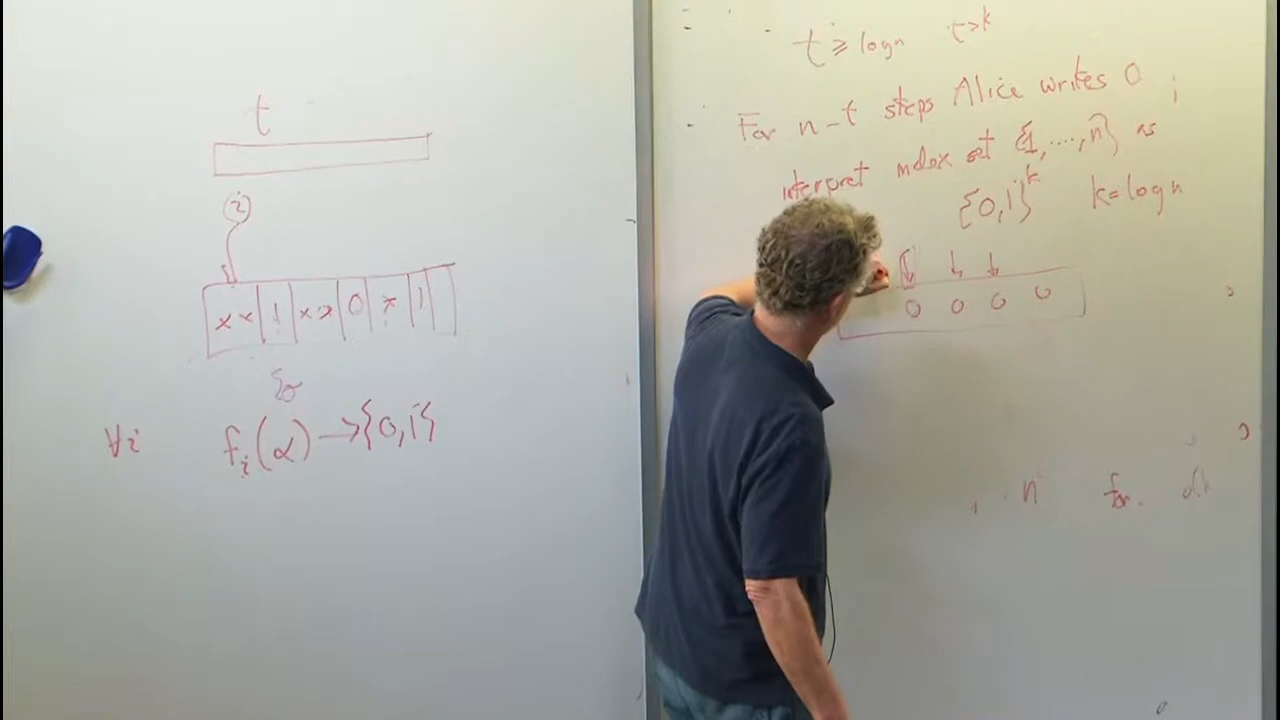 t
i
x x 1 x x 0 x 1
∀i f_i(α) → {0,1}
t ≥ log n t > k
For n-t steps Alice writes 0 ;
interpret index set {1,....,n} as
{0,1}^k k = log n
0 0 0 0
n for